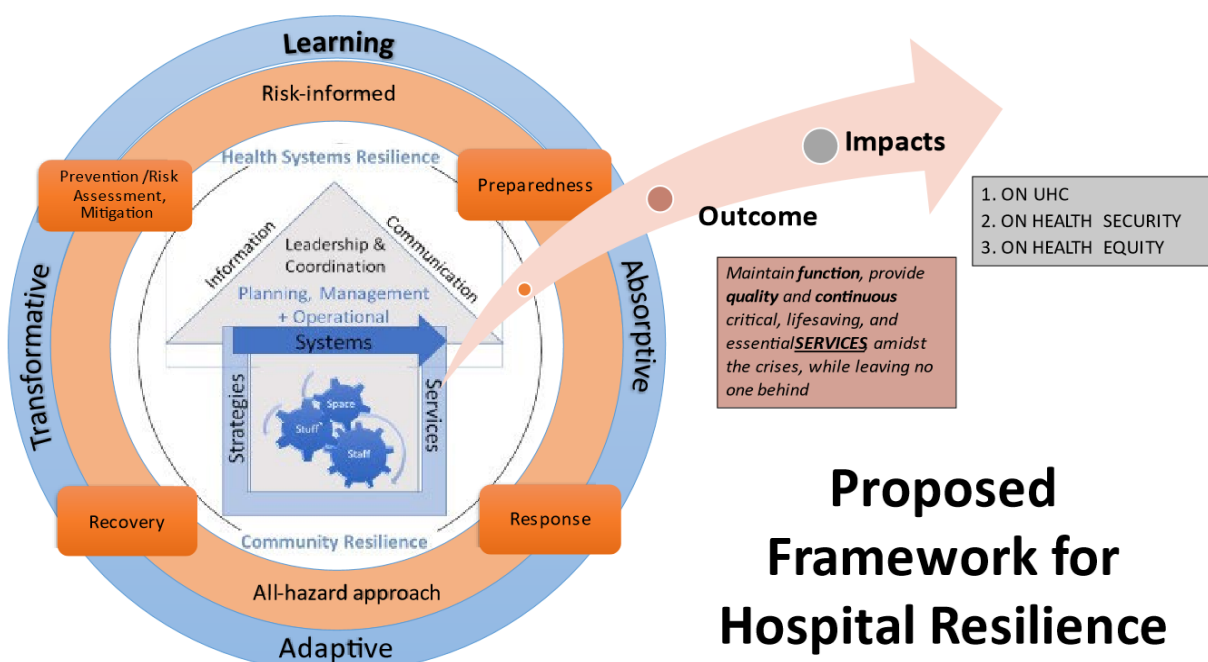 Learning
Risk-informed
Health Systems Resilience
Prevention /Risk
Assessment,
Mitigation
Preparedness
Information
Communication
Leadership &
Coordination
Planning, Management
+ Operational
Systems
Strategies
Services
Space
Stuff
Staff
Transformative
Absorptive
Recovery
Response
Community Resilience
All-hazard approach
Adaptive
Impacts
1. ON UHC
2. ON HEALTH SECURITY
3. ON HEALTH EQUITY
Outcome
Maintain function, provide
quality and continuous
critical, lifesaving, and
essentialSERVICES amidst
the crises, while leaving no
one behind
Proposed
Framework for
Hospital Resilience